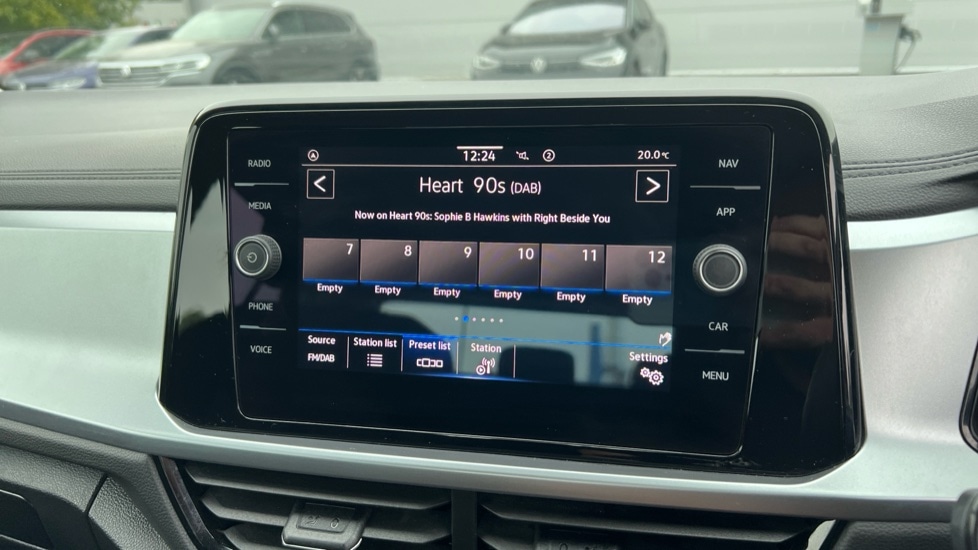 RADIO
MEDIA
PHONE
VOICE
12:24
2
20.0°C
Heart 90s (DAB)
Now on Heart 90s: Sophie B Hawkins with Right Beside You
7 8 9 10 11 12
Empty Empty Empty Empty Empty Empty
Source Station list Preset list Station Settings
FM/DAB
NAV
APP
CAR
MENU